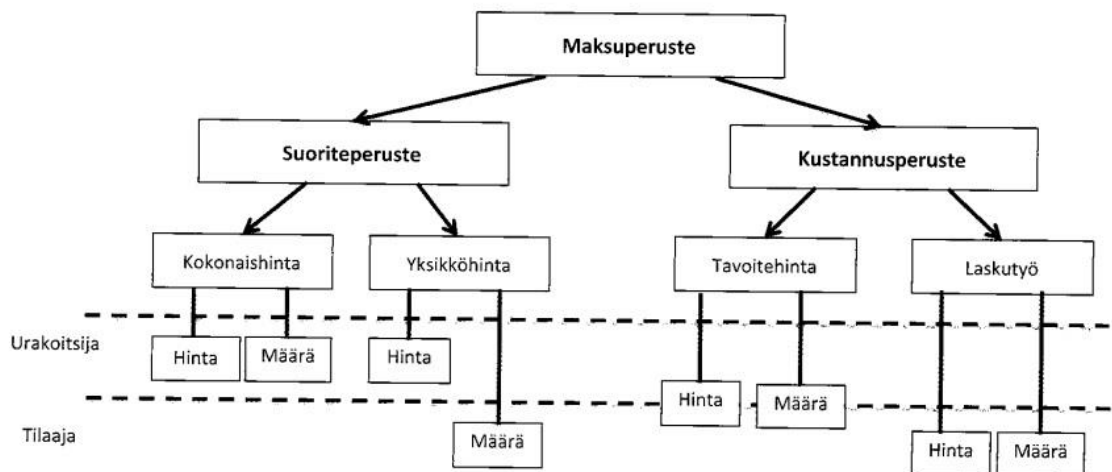 Maksuperuste
Suoriteperuste
Kustannusperuste
Kokonaishinta
Yksikköhinta
Tavoitehinta
Laskutyö
Urakoitsija
Hinta
Määrä
Hinta
Hinta
Määrä
Tilaaja
Määrä
Hinta
Määrä